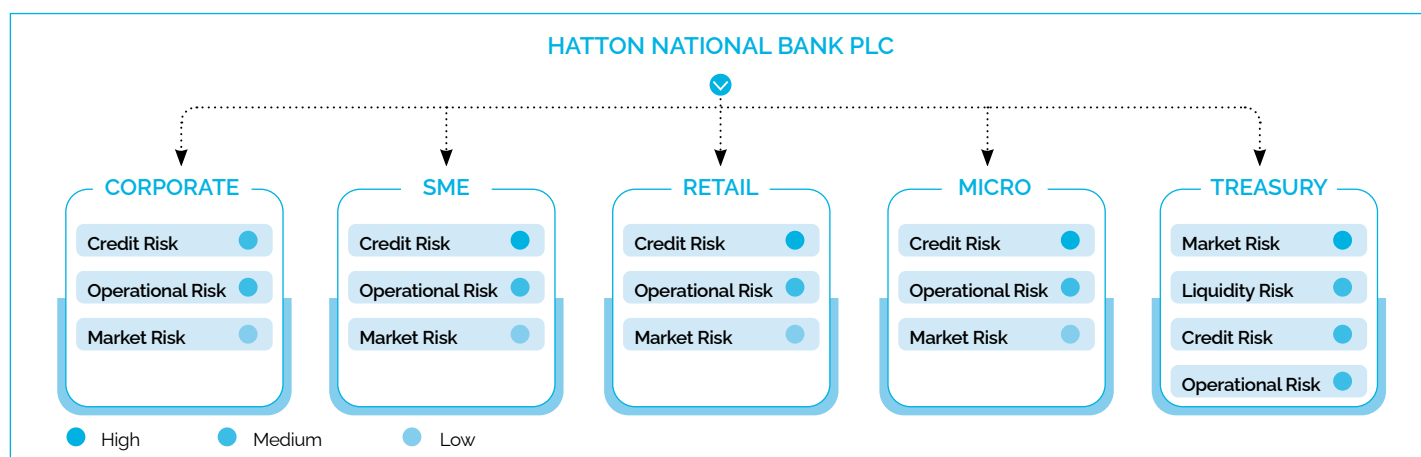 HATTON NATIONAL BANK PLC
CORPORATE
Credit Risk
Operational Risk
Market Risk
SME
Credit Risk
Operational Risk
Market Risk
RETAIL
Credit Risk
Operational Risk
Market Risk
MICRO
Credit Risk
Operational Risk
Market Risk
TREASURY
Market Risk
Liquidity Risk
Credit Risk
Operational Risk
High
Medium
Low